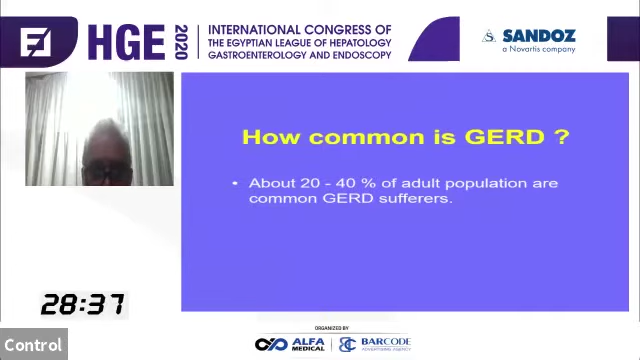 HGE 2020
INTERNATIONAL CONGRESS OF
THE EGYPTIAN LEAGUE OF HEPATOLOGY
GASTROENTEROLOGY AND ENDOSCOPY
SANDOZ
a Novartis company
How common is GERD ?
• About 20 - 40 % of adult population are
common GERD sufferers.
28:37
Control
ORGANIZED BY
ALFA
MEDICAL
BARCODE
ADVERTISING AGENCY